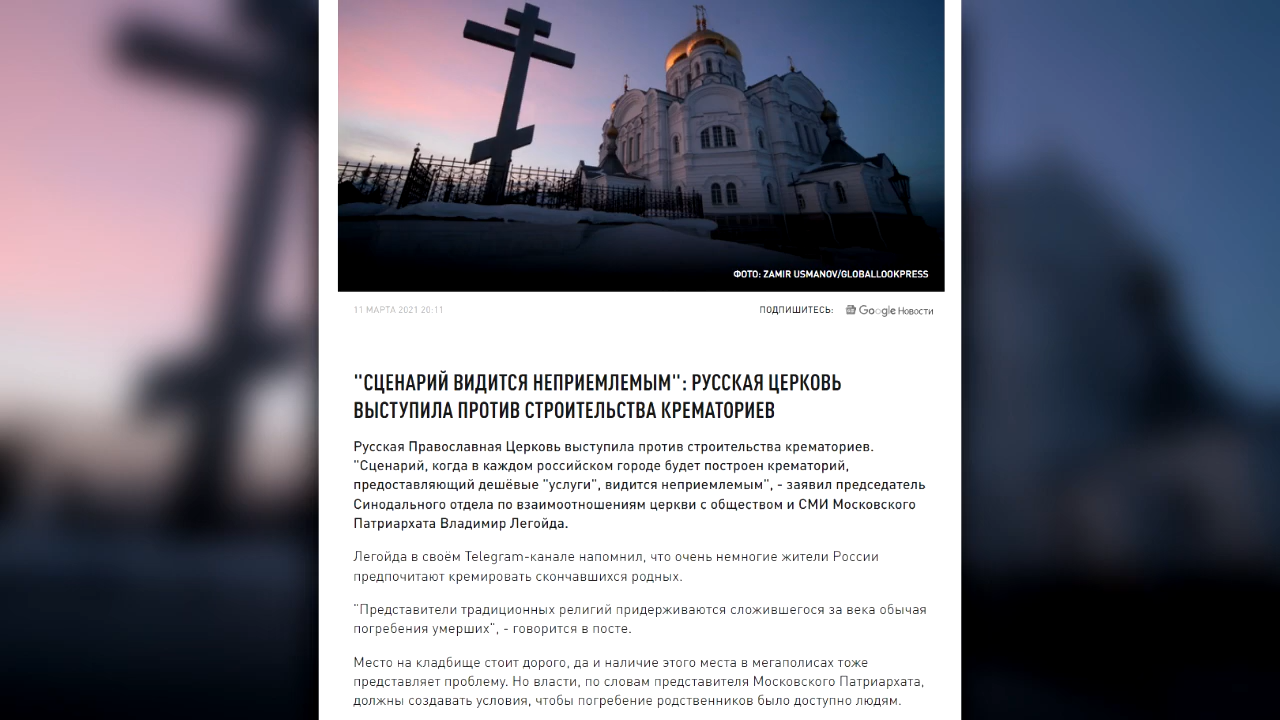 ФОТО: ZAMIR USMANOV/GLOBALLOOKPRESS
11 МАРТА 2021 20:11
ПОДПИШИТЕСЬ: Google Новости
"СЦЕНАРИЙ ВИДИТСЯ НЕПРИЕМЛЕМЫМ": РУССКАЯ ЦЕРКОВЬ
ВЫСТУПИЛА ПРОТИВ СТРОИТЕЛЬСТВА КРЕМАТОРИЕВ
Русская Православная Церковь выступила против строительства крематориев.
"Сценарий, когда в каждом российском городе будет построен крематорий,
предоставляющий дешёвые "услуги", видится неприемлемым", - заявил председатель
Синодального отдела по взаимоотношениям церкви с обществом и СМИ Московского
Патриархата Владимир Легойда.
Легойда в своём Telegram-канале напомнил, что очень немногие жители России
предпочитают кремировать скончавшихся родных.
"Представители традиционных религий придерживаются сложившегося за века обычая
погребения умерших", - говорится в посте.
Место на кладбище стоит дорого, да и наличие этого места в мегаполисах тоже
представляет проблему. Но власти, по словам представителя Московского Патриархата,
должны создавать условия, чтобы погребение родственников было доступно людям.